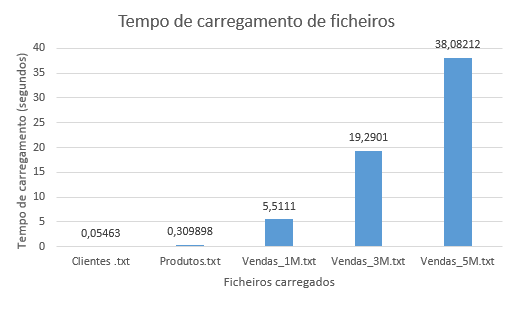 Tempo de carregamento de ficheiros
Tempo de carregamento (segundos)
40
35
30
25
20
15
10
5
0
0,05463
0,309898
5,5111
19,2901
38,08212
Clientes .txt
Produtos.txt
Vendas_1M.txt
Vendas_3M.txt
Vendas_5M.txt
Ficheiros carregados